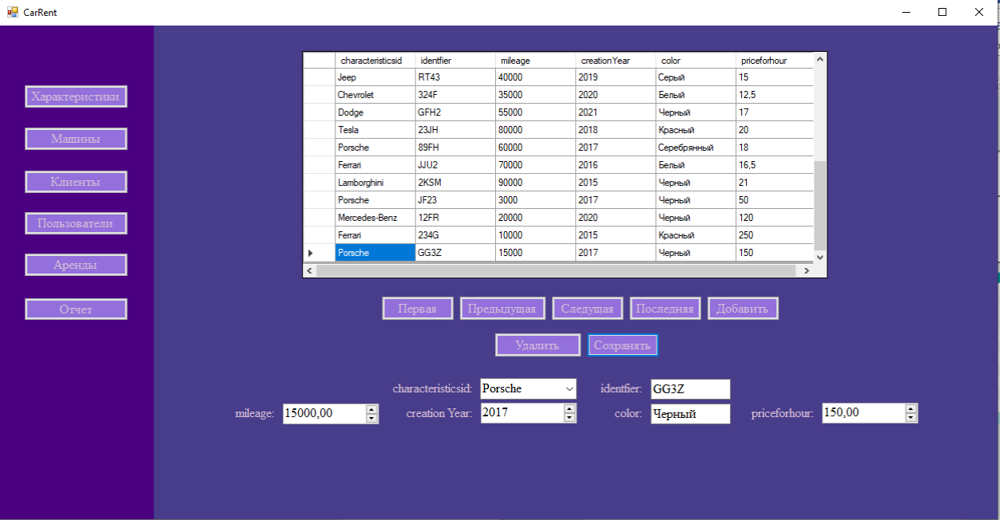 CarRent
characteristicsid identfier mileage creationYear color priceforhour
Jeep RT43 40000 2019 Серый 15
Chevrolet 324F 35000 2020 Белый 12,5
Dodge GFH2 55000 2021 Черный 17
Tesla 23JH 80000 2018 Красный 20
Porsche 89FH 60000 2017 Серебрянный 18
Ferrari JJU2 70000 2016 Белый 16,5
Lamborghini 2KSM 90000 2015 Черный 21
Porsche JF23 3000 2017 Черный 50
Mercedes-Benz 12FR 20000 2020 Черный 120
Ferrari 234G 10000 2015 Красный 250
Porsche GG3Z 15000 2017 Черный 150
Характеристики
Машины
Клиенты
Пользователи
Аренды
Отчет
Первая Предыдущая Следущая Последняя Добавить
Удалить Сохранять
characteristicsid: Porsche identfier: GG3Z
mileage: 15000,00 creation Year: 2017 color: Черный priceforhour: 150,00